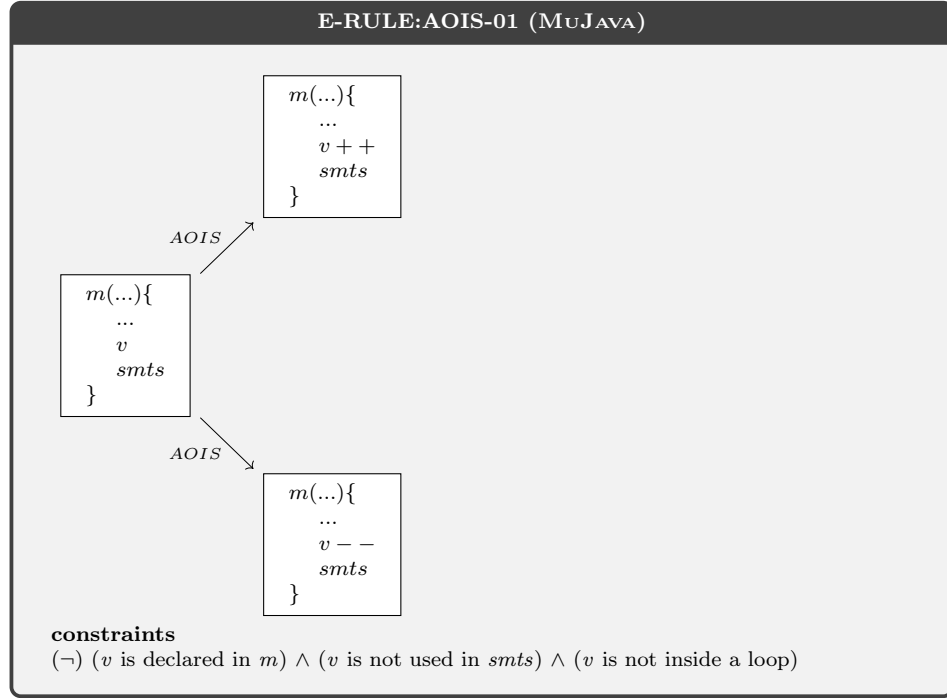 E-RULE:AOIS-01 (MUJAVA)
m(...){
...
v + +
smts
}
AOIS
m(...){
...
v
smts
}
AOIS
m(...){
...
v − −
smts
}
constraints
(¬) (v is declared in m) ∧ (v is not used in smts) ∧ (v is not inside a loop)